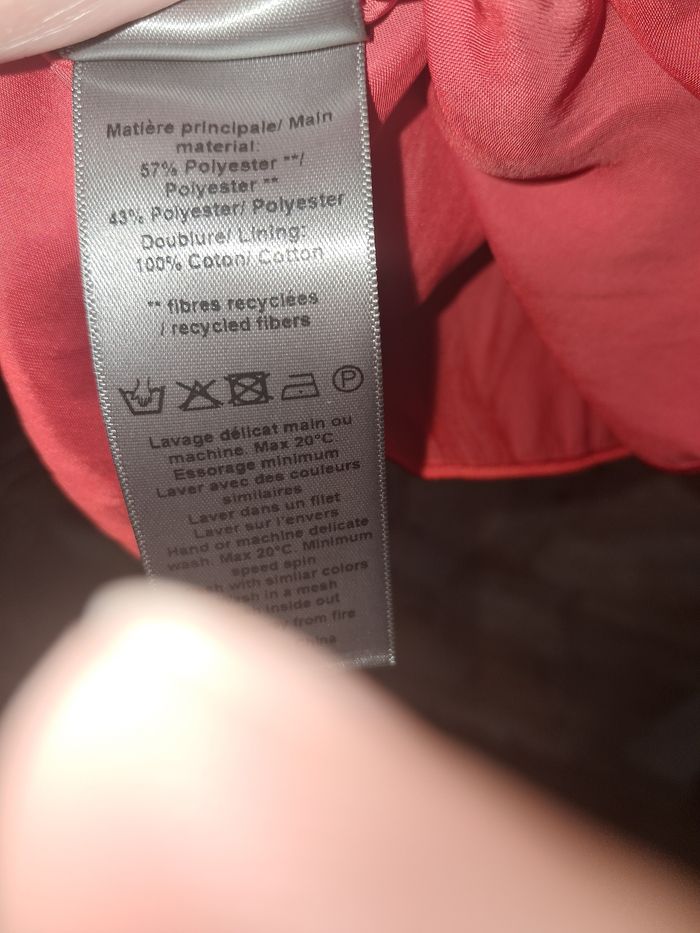 Matière principale/ Main
material:
57% Polyester **/
Polyester **
43% Polyester/ Polyester
Doublure/ Lining:
100% Coton/ Cotton
** fibres recyclées
/ recycled fibers
P
Lavage délicat main ou
machine. Max 20°C.
Essorage minimum
Laver avec des couleurs
similaires
Laver dans un filet
Laver sur l'envers
Hand or machine delicate
wash. Max 20°C. Minimum
speed spin
with similar colors
in a mesh
inside out
from fire